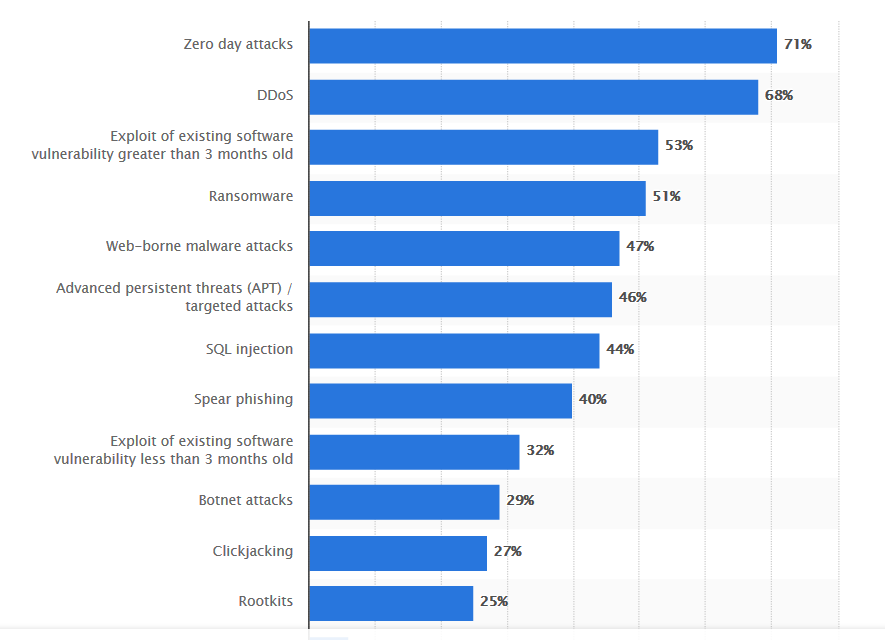 Zero day attacks 71%
DDoS 68%
Exploit of existing software
vulnerability greater than 3 months old 53%
Ransomware 51%
Web-borne malware attacks 47%
Advanced persistent threats (APT) /
targeted attacks 46%
SQL injection 44%
Spear phishing 40%
Exploit of existing software
vulnerability less than 3 months old 32%
Botnet attacks 29%
Clickjacking 27%
Rootkits 25%